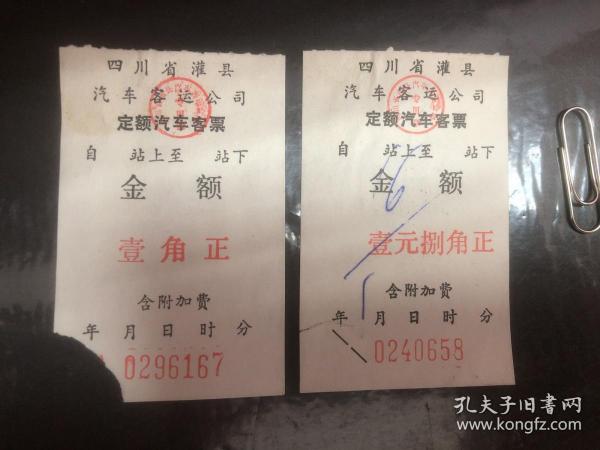 四川省灌县
汽车客运公司
定额汽车客票
自 站上至 站下
金 额
壹角正
含附加费
年 月 日 时 分
0296167
四川省灌县
汽车客运公司
定额汽车客票
自 站上至 站下
金 额
壹元捌角正
含附加费
年 月 日 时 分
0240658
孔夫子旧书网
www.kongfz.com